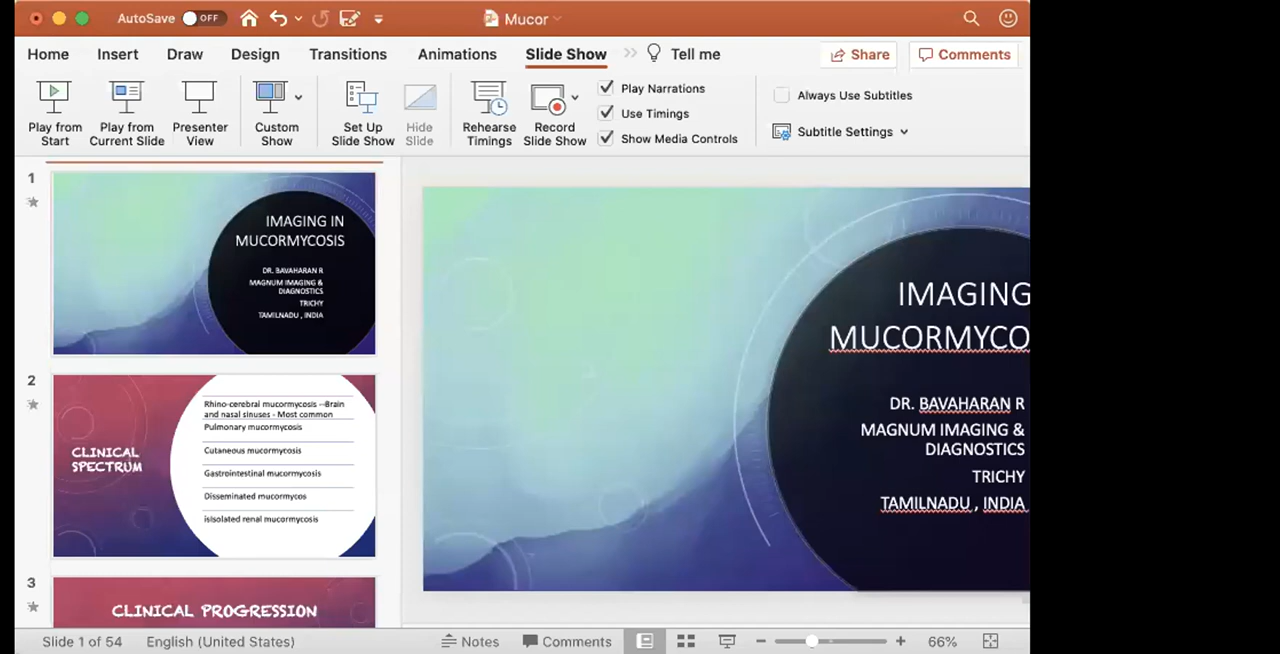 AutoSave OFF Mucor
Home Insert Draw Design Transitions Animations Slide Show Tell me Share Comments
Play from Start
Play from Current Slide
Presenter View
Custom Show
Set Up Slide Show
Hide Slide
Rehearse Timings
Record Slide Show
Play Narrations
Use Timings
Show Media Controls
Always Use Subtitles
Subtitle Settings
1
IMAGING IN
MUCORMYCOSIS
DR. BAVAHARAN R
MAGNUM IMAGING &
DIAGNOSTICS
TRICHY
TAMILNADU , INDIA
2
CLINICAL
SPECTRUM
Rhino-cerebral mucormycosis --Brain
and nasal sinuses - Most common
Pulmonary mucormycosis
Cutaneous mucormycosis
Gastrointestinal mucormycosis
Disseminated mucormycos
isIsolated renal mucormycosis
3
CLINICAL PROGRESSION
IMAGING
MUCORMYCO
DR. BAVAHARAN R
MAGNUM IMAGING &
DIAGNOSTICS
TRICHY
TAMILNADU , INDIA
Slide 1 of 54 English (United States) Notes Comments 66%